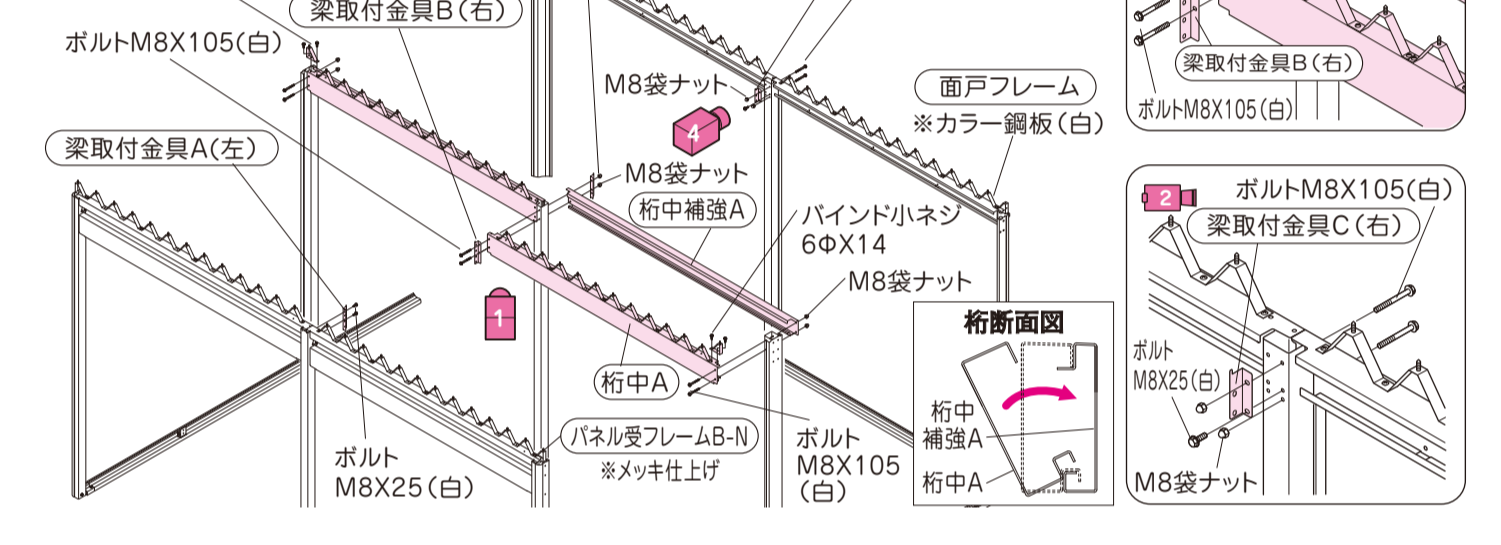 梁取付金具B(右)
ボルトM8X105(白)
梁取付金具A(左)
M8袋ナット
4
面戸フレーム
※カラー鋼板(白)
M8袋ナット
桁中補強A
バインド小ネジ
6ΦX14
M8袋ナット
1
桁中A
パネル受フレームB-N
※メッキ仕上げ
ボルト
M8X25(白)
ボルト
M8X105
(白)
桁断面図
桁中
補強A
桁中A
梁取付金具B(右)
ボルトM8X105(白)
2
ボルトM8X105(白)
梁取付金具C(右)
ボルト
M8X25(白)
M8袋ナット